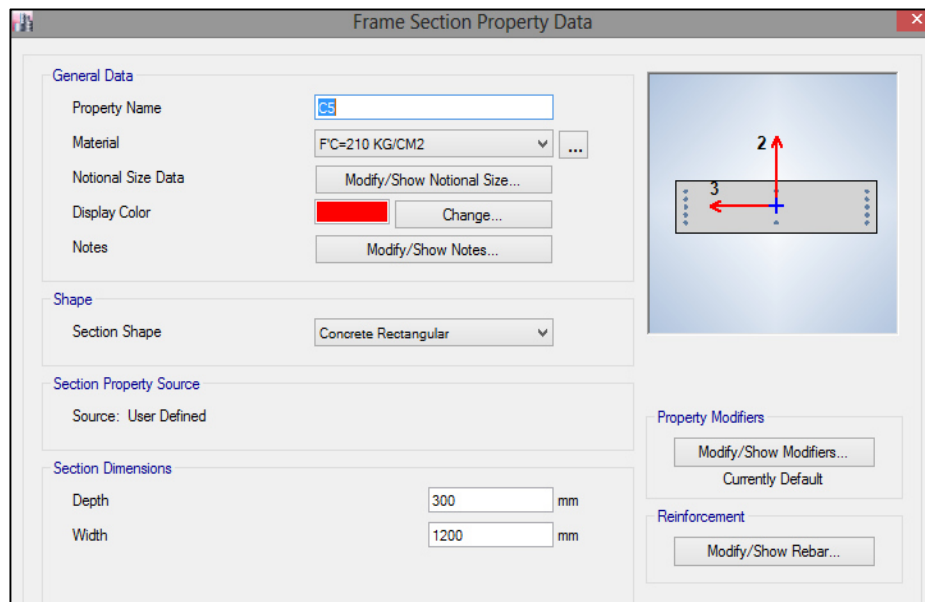 Frame Section Property Data
General Data
Property Name C5
Material F'C=210 KG/CM2 ...
Notional Size Data Modify/Show Notional Size...
Display Color Change...
Notes Modify/Show Notes...
2
3
Shape
Section Shape Concrete Rectangular
Section Property Source
Source: User Defined
Property Modifiers
Modify/Show Modifiers...
Currently Default
Section Dimensions
Depth 300 mm
Width 1200 mm
Reinforcement
Modify/Show Rebar...